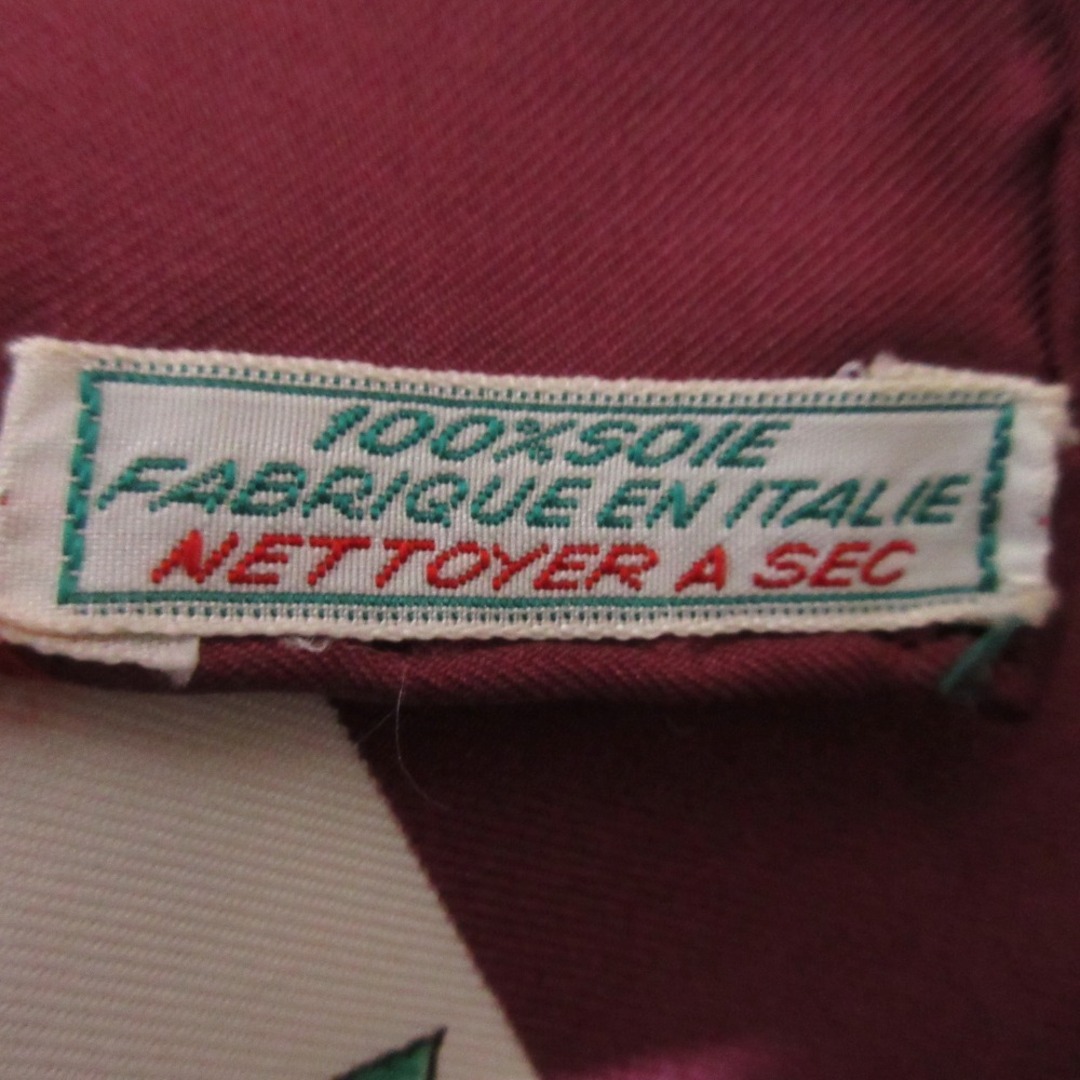 100%SOIE
FABRIQUE EN ITALIE
NETTOYER A SEC